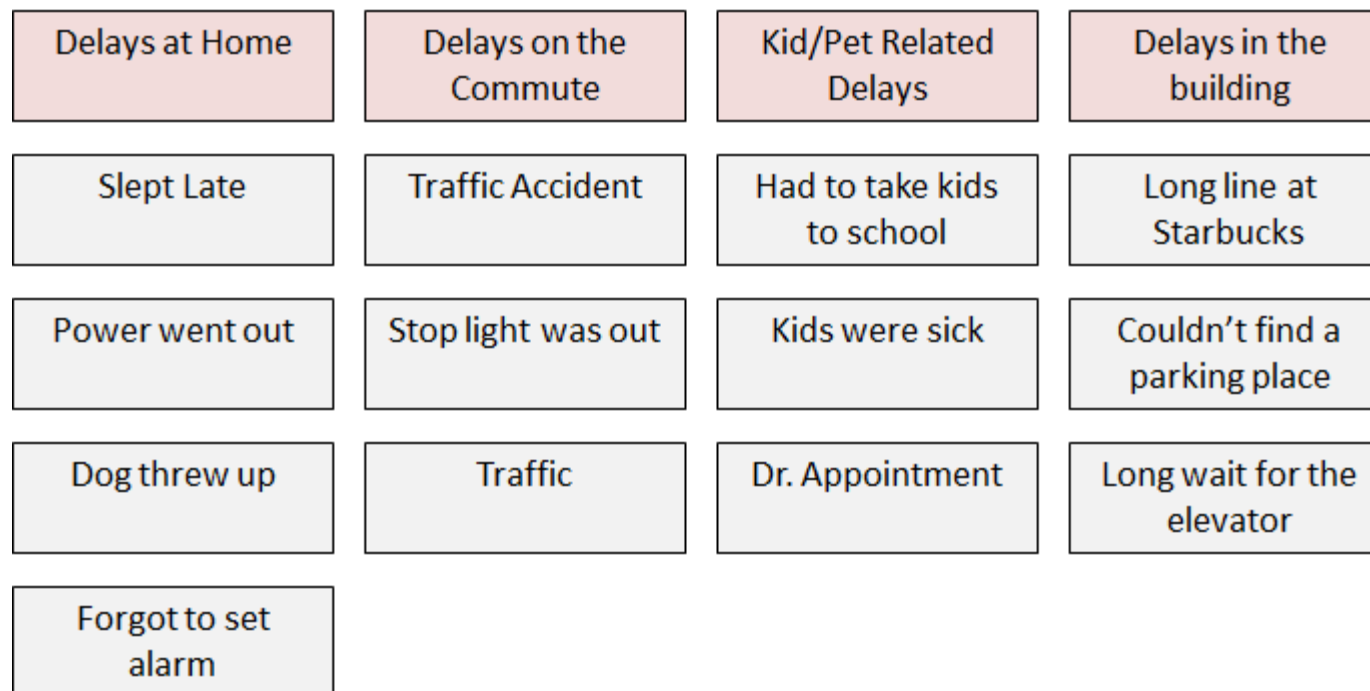 Delays at Home
Delays on the
Commute
Kid/Pet Related
Delays
Delays in the
building
Slept Late
Traffic Accident
Had to take kids
to school
Long line at
Starbucks
Power went out
Stop light was out
Kids were sick
Couldn’t find a
parking place
Dog threw up
Traffic
Dr. Appointment
Long wait for the
elevator
Forgot to set
alarm